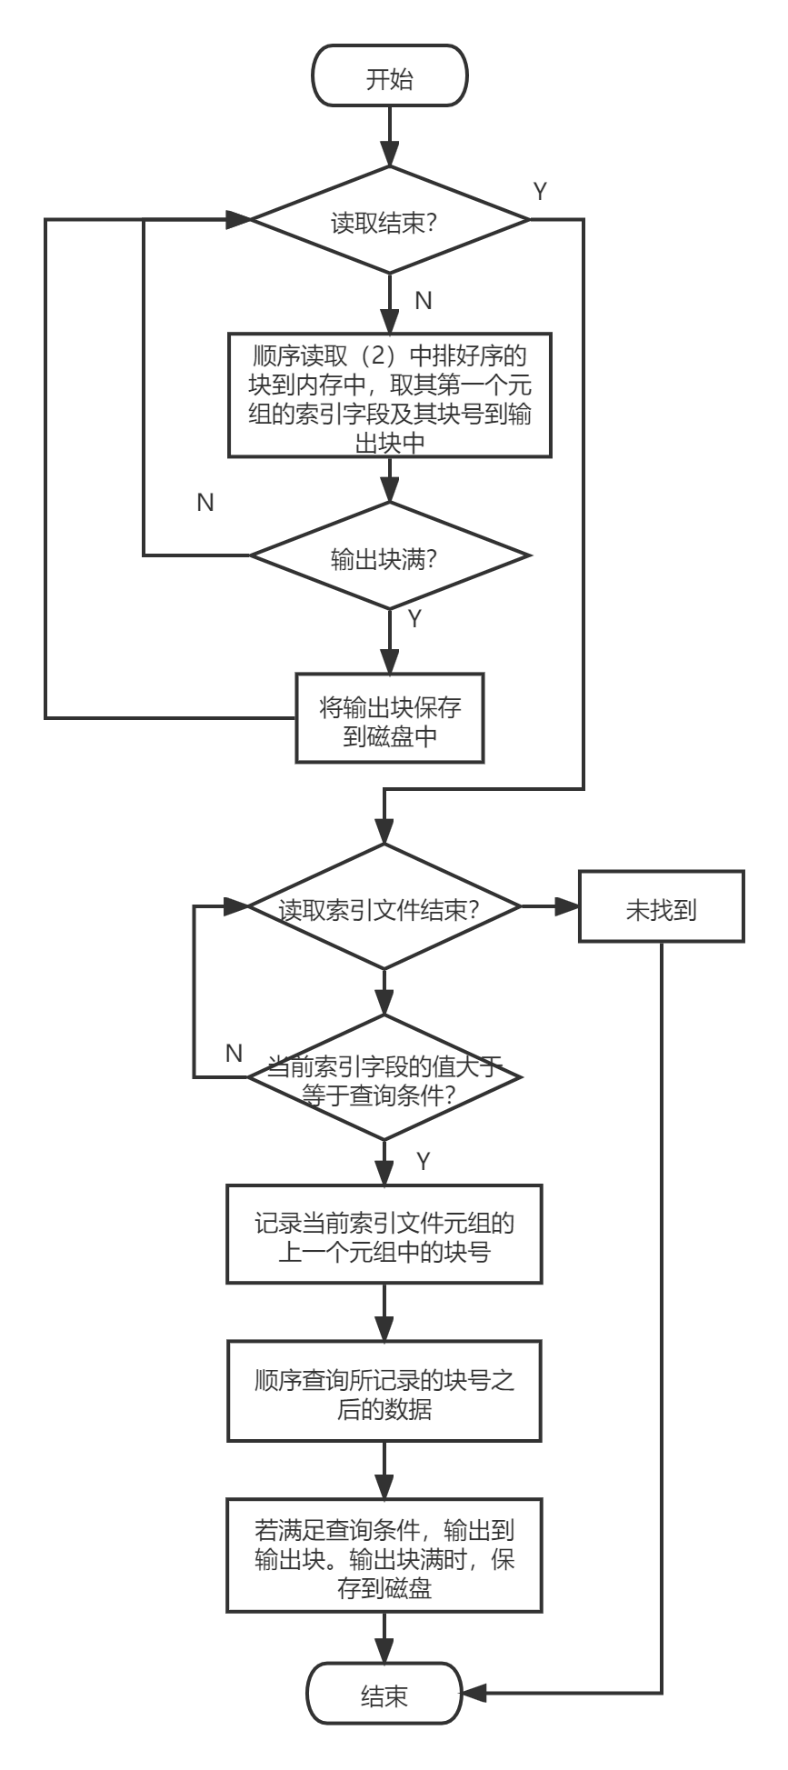 开始
Y
读取结束？
N
顺序读取（2）中排好序的
块到内存中，取其第一个元
组的索引字段及其块号到输
出块中
N
输出块满？
Y
将输出块保存
到磁盘中
读取索引文件结束？
未找到
N
当前索引字段的值大于
等于查询条件？
Y
记录当前索引文件元组的
上一个元组中的块号
顺序查询所记录的块号之
后的数据
若满足查询条件，输出到
输出块。输出块满时，保
存到磁盘
结束